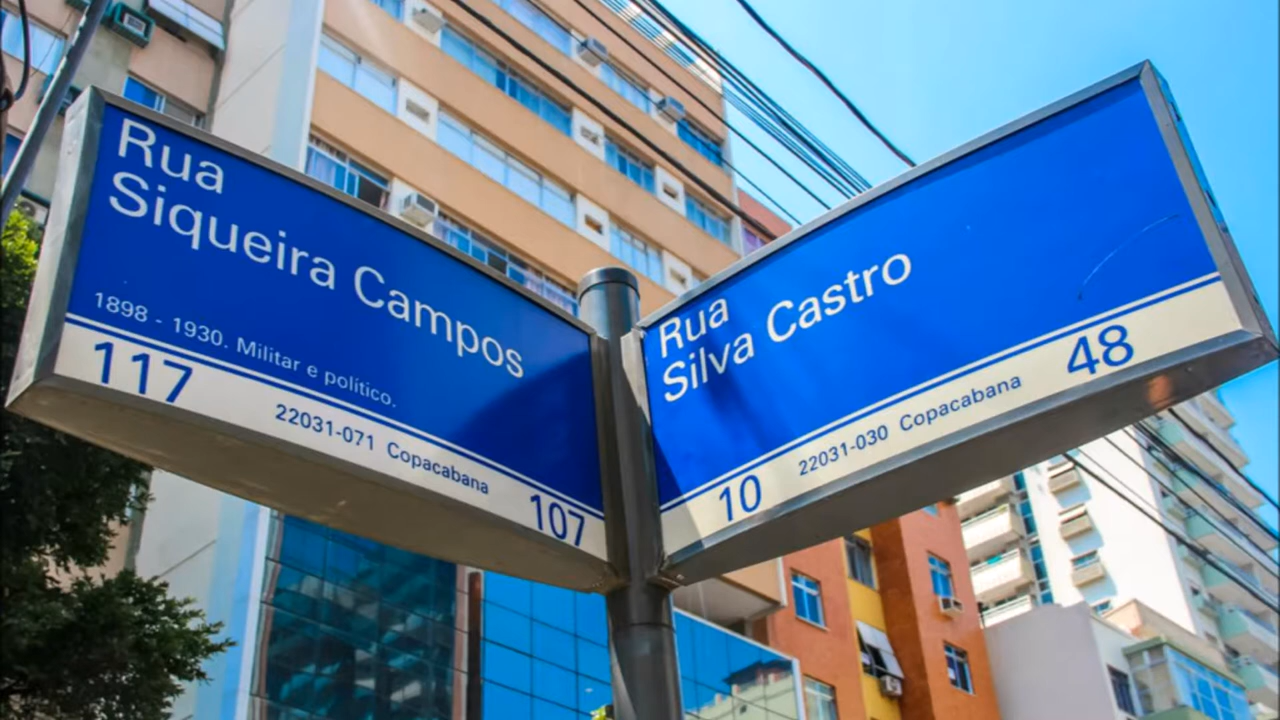 Rua
Siqueira Campos
1898 - 1930. Militar e político.
117
22031-071 Copacabana
107
Rua
Silva Castro
10
22031-030 Copacabana
48